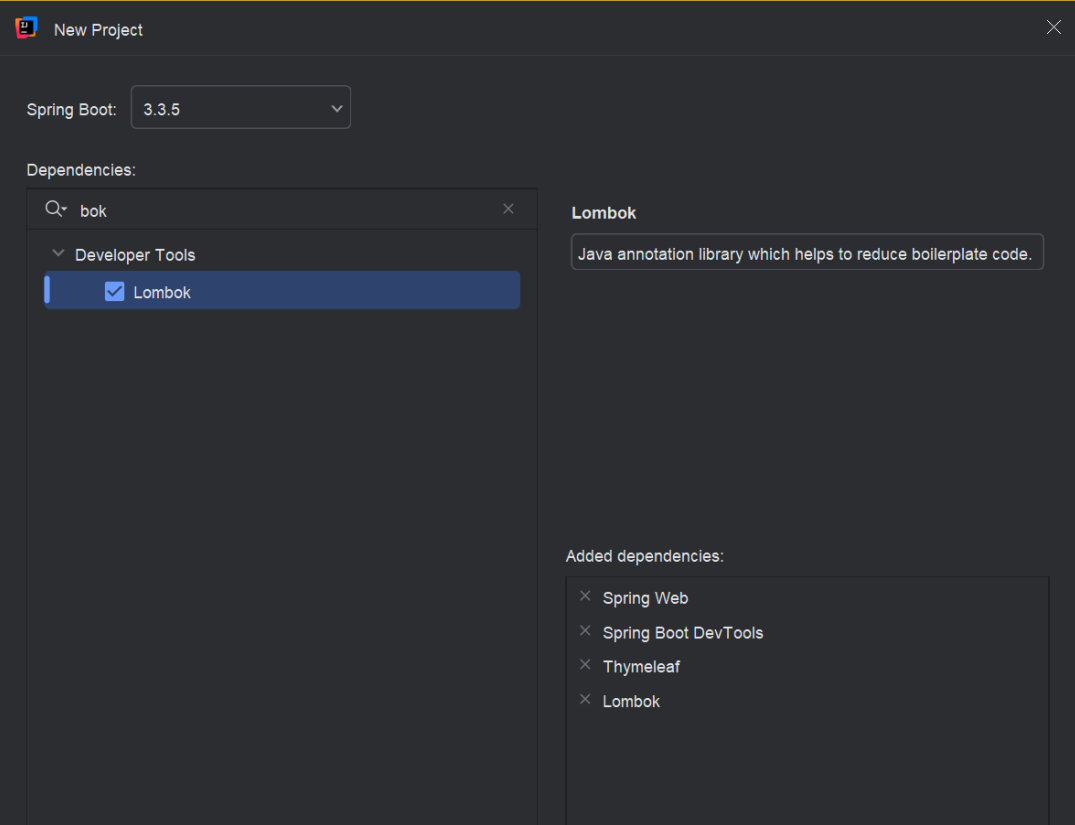 New Project
Spring Boot: 3.3.5
Dependencies:
bok
Developer Tools
Lombok
Lombok
Java annotation library which helps to reduce boilerplate code.
Added dependencies:
Spring Web
Spring Boot DevTools
Thymeleaf
Lombok